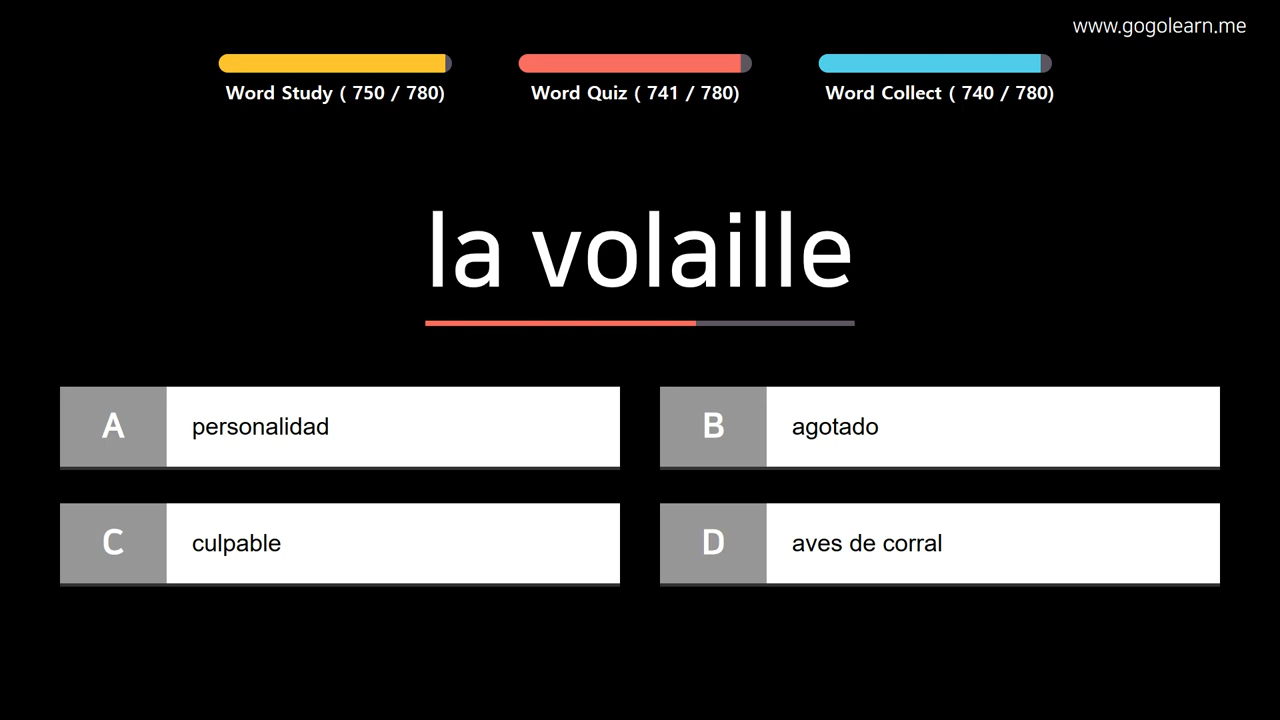 www.gogolearn.me
Word Study ( 750 / 780)
Word Quiz ( 741 / 780)
Word Collect ( 740 / 780)
la volaille
A personalidad
B agotado
C culpable
D aves de corral